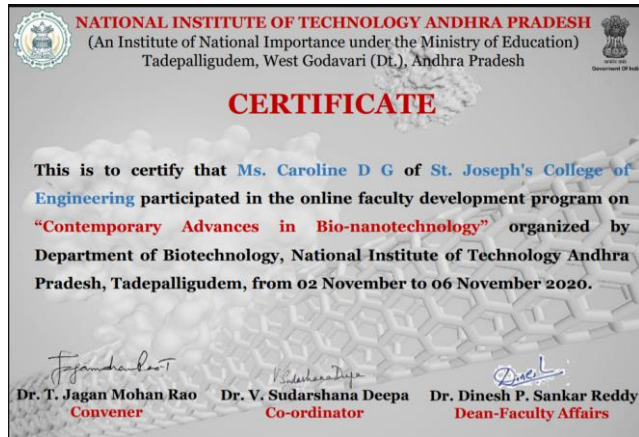 NATIONAL INSTITUTE OF TECHNOLOGY ANDHRA PRADESH
(An Institute of National Importance under the Ministry of Education)
Tadepalligudem, West Godavari (Dt.), Andhra Pradesh
Government Of India
CERTIFICATE
This is to certify that Ms. Caroline D G of St. Joseph's College of
Engineering participated in the online faculty development program on
“Contemporary Advances in Bio-nanotechnology” organized by
Department of Biotechnology, National Institute of Technology Andhra
Pradesh, Tadepalligudem, from 02 November to 06 November 2020.
Dr. T. Jagan Mohan Rao Dr. V. Sudarshana Deepa Dr. Dinesh P. Sankar Reddy
Convener Co-ordinator Dean-Faculty Affairs